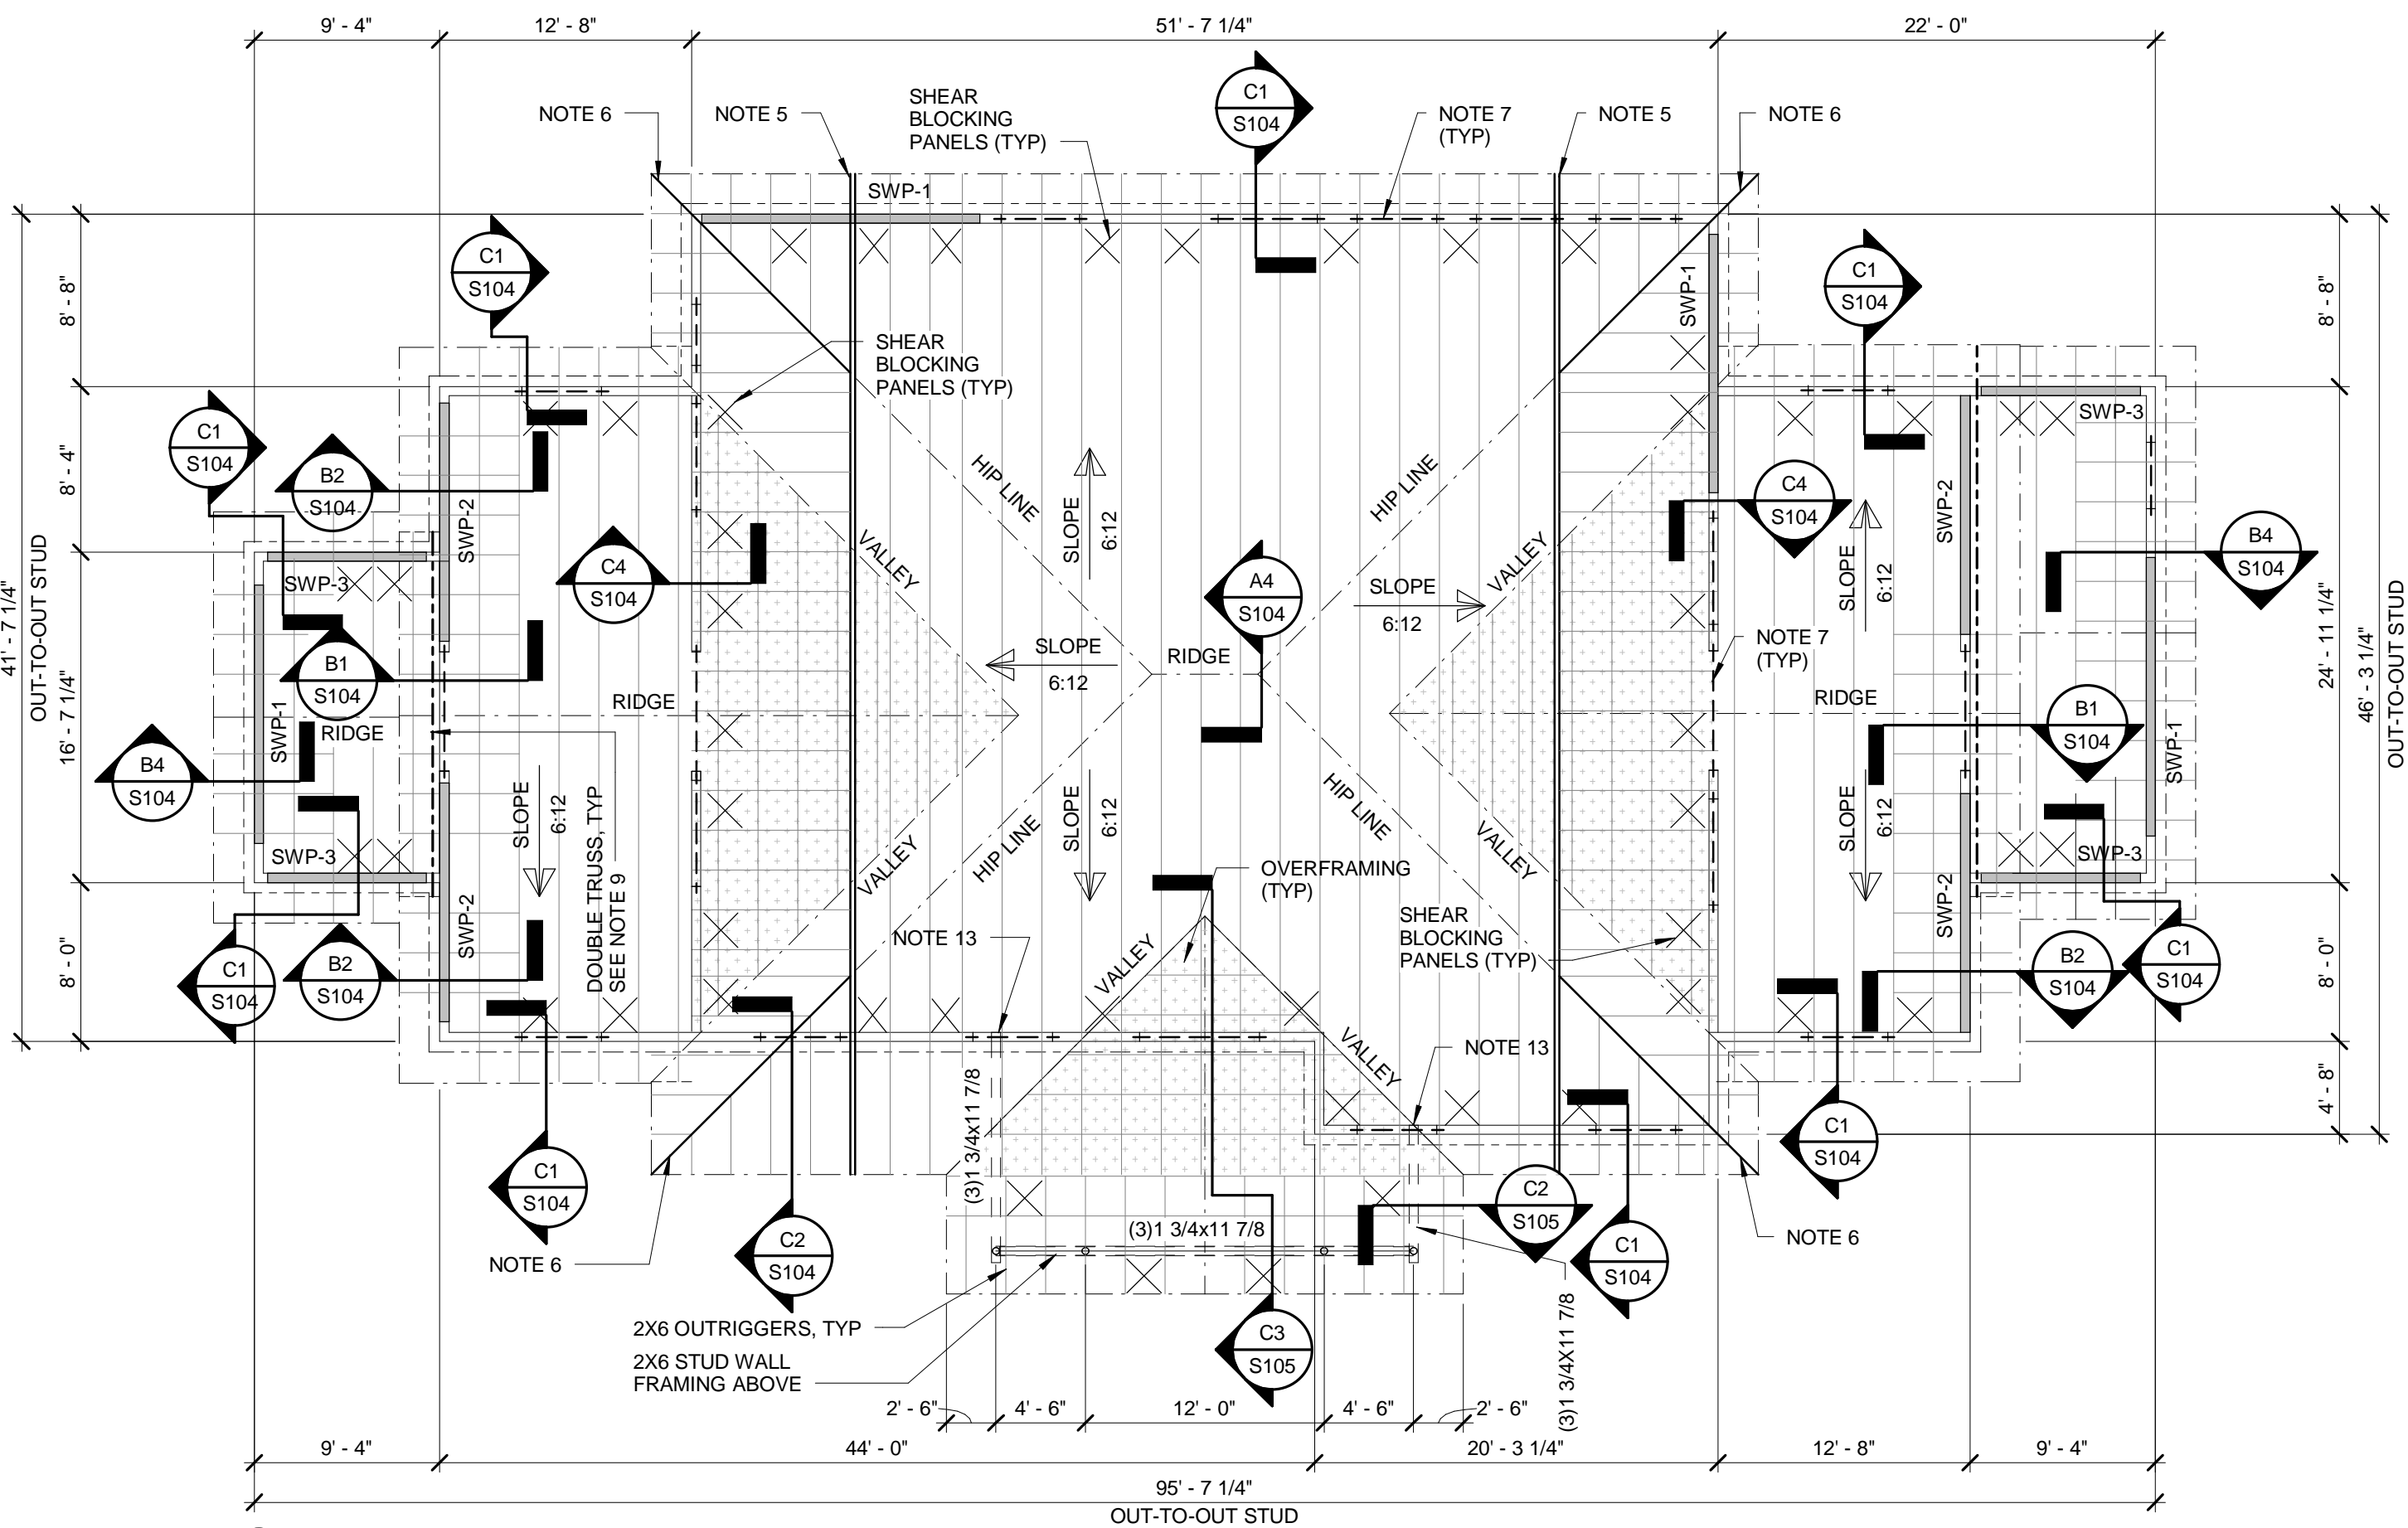 9' - 4"
12' - 8"
51' - 7 1/4"
22' - 0"
NOTE 6
NOTE 5
SHEAR
BLOCKING
PANELS (TYP)
C1
S104
NOTE 7
(TYP)
NOTE 5
NOTE 6
SWP-1
C1
S104
SWP-1
C1
S104
8' - 8"
8' - 8"
SHEAR
BLOCKING
PANELS (TYP)
C1
S104
B2
S104
SWP-2
8' - 4"
HIP LINE
HIP LINE
SLOPE
6:12
C4
S104
SWP-2
SWP-3
B4
S104
SLOPE
6:12
41' - 7 1/4"
OUT-TO-OUT STUD
SWP-3
C4
S104
VALLEY
A4
S104
SLOPE
6:12
VALLEY
24' - 11 1/4"
46' - 3 1/4"
OUT-TO-OUT STUD
B1
S104
SLOPE
6:12
RIDGE
NOTE 7
(TYP)
RIDGE
RIDGE
B1
S104
16' - 7 1/4"
SWP-1
RIDGE
B4
S104
SWP-1
SLOPE
6:12
DOUBLE TRUSS, TYP
SEE NOTE 9
SLOPE
6:12
HIP LINE
SLOPE
6:12
SWP-3
VALLEY
HIP LINE
VALLEY
SWP-3
OVERFRAMING
(TYP)
SWP-2
SWP-2
8' - 0"
8' - 0"
NOTE 13
VALLEY
SHEAR
BLOCKING
PANELS (TYP)
C1
S104
B2
S104
B2
S104
C1
S104
VALLEY
NOTE 13
4' - 8"
(3)1 3/4x11 7/8
C1
S104
C1
S104
NOTE 6
C2
S104
(3)1 3/4x11 7/8
C2
S105
C1
S104
NOTE 6
2X6 OUTRIGGERS, TYP
2X6 STUD WALL
FRAMING ABOVE
C3
S105
(3)1 3/4X11 7/8
2' - 6"
4' - 6"
12' - 0"
4' - 6"
2' - 6"
9' - 4"
44' - 0"
20' - 3 1/4"
12' - 8"
9' - 4"
95' - 7 1/4"
OUT-TO-OUT STUD